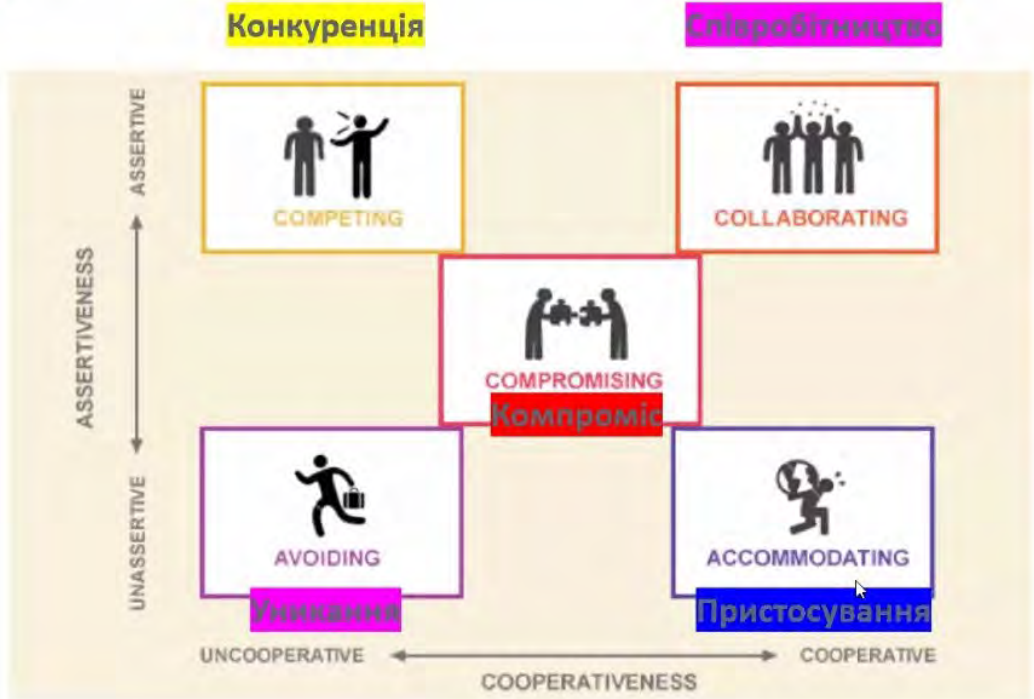 Конкуренція
Співробітництво
ASSERTIVE
COMPETING
COLLABORATING
ASSERTIVENESS
COMPROMISING
Компроміс
UNASSERTIVE
AVOIDING
ACCOMMODATING
Уникання
Пристосування
UNCOOPERATIVE
COOPERATIVE
COOPERATIVENESS